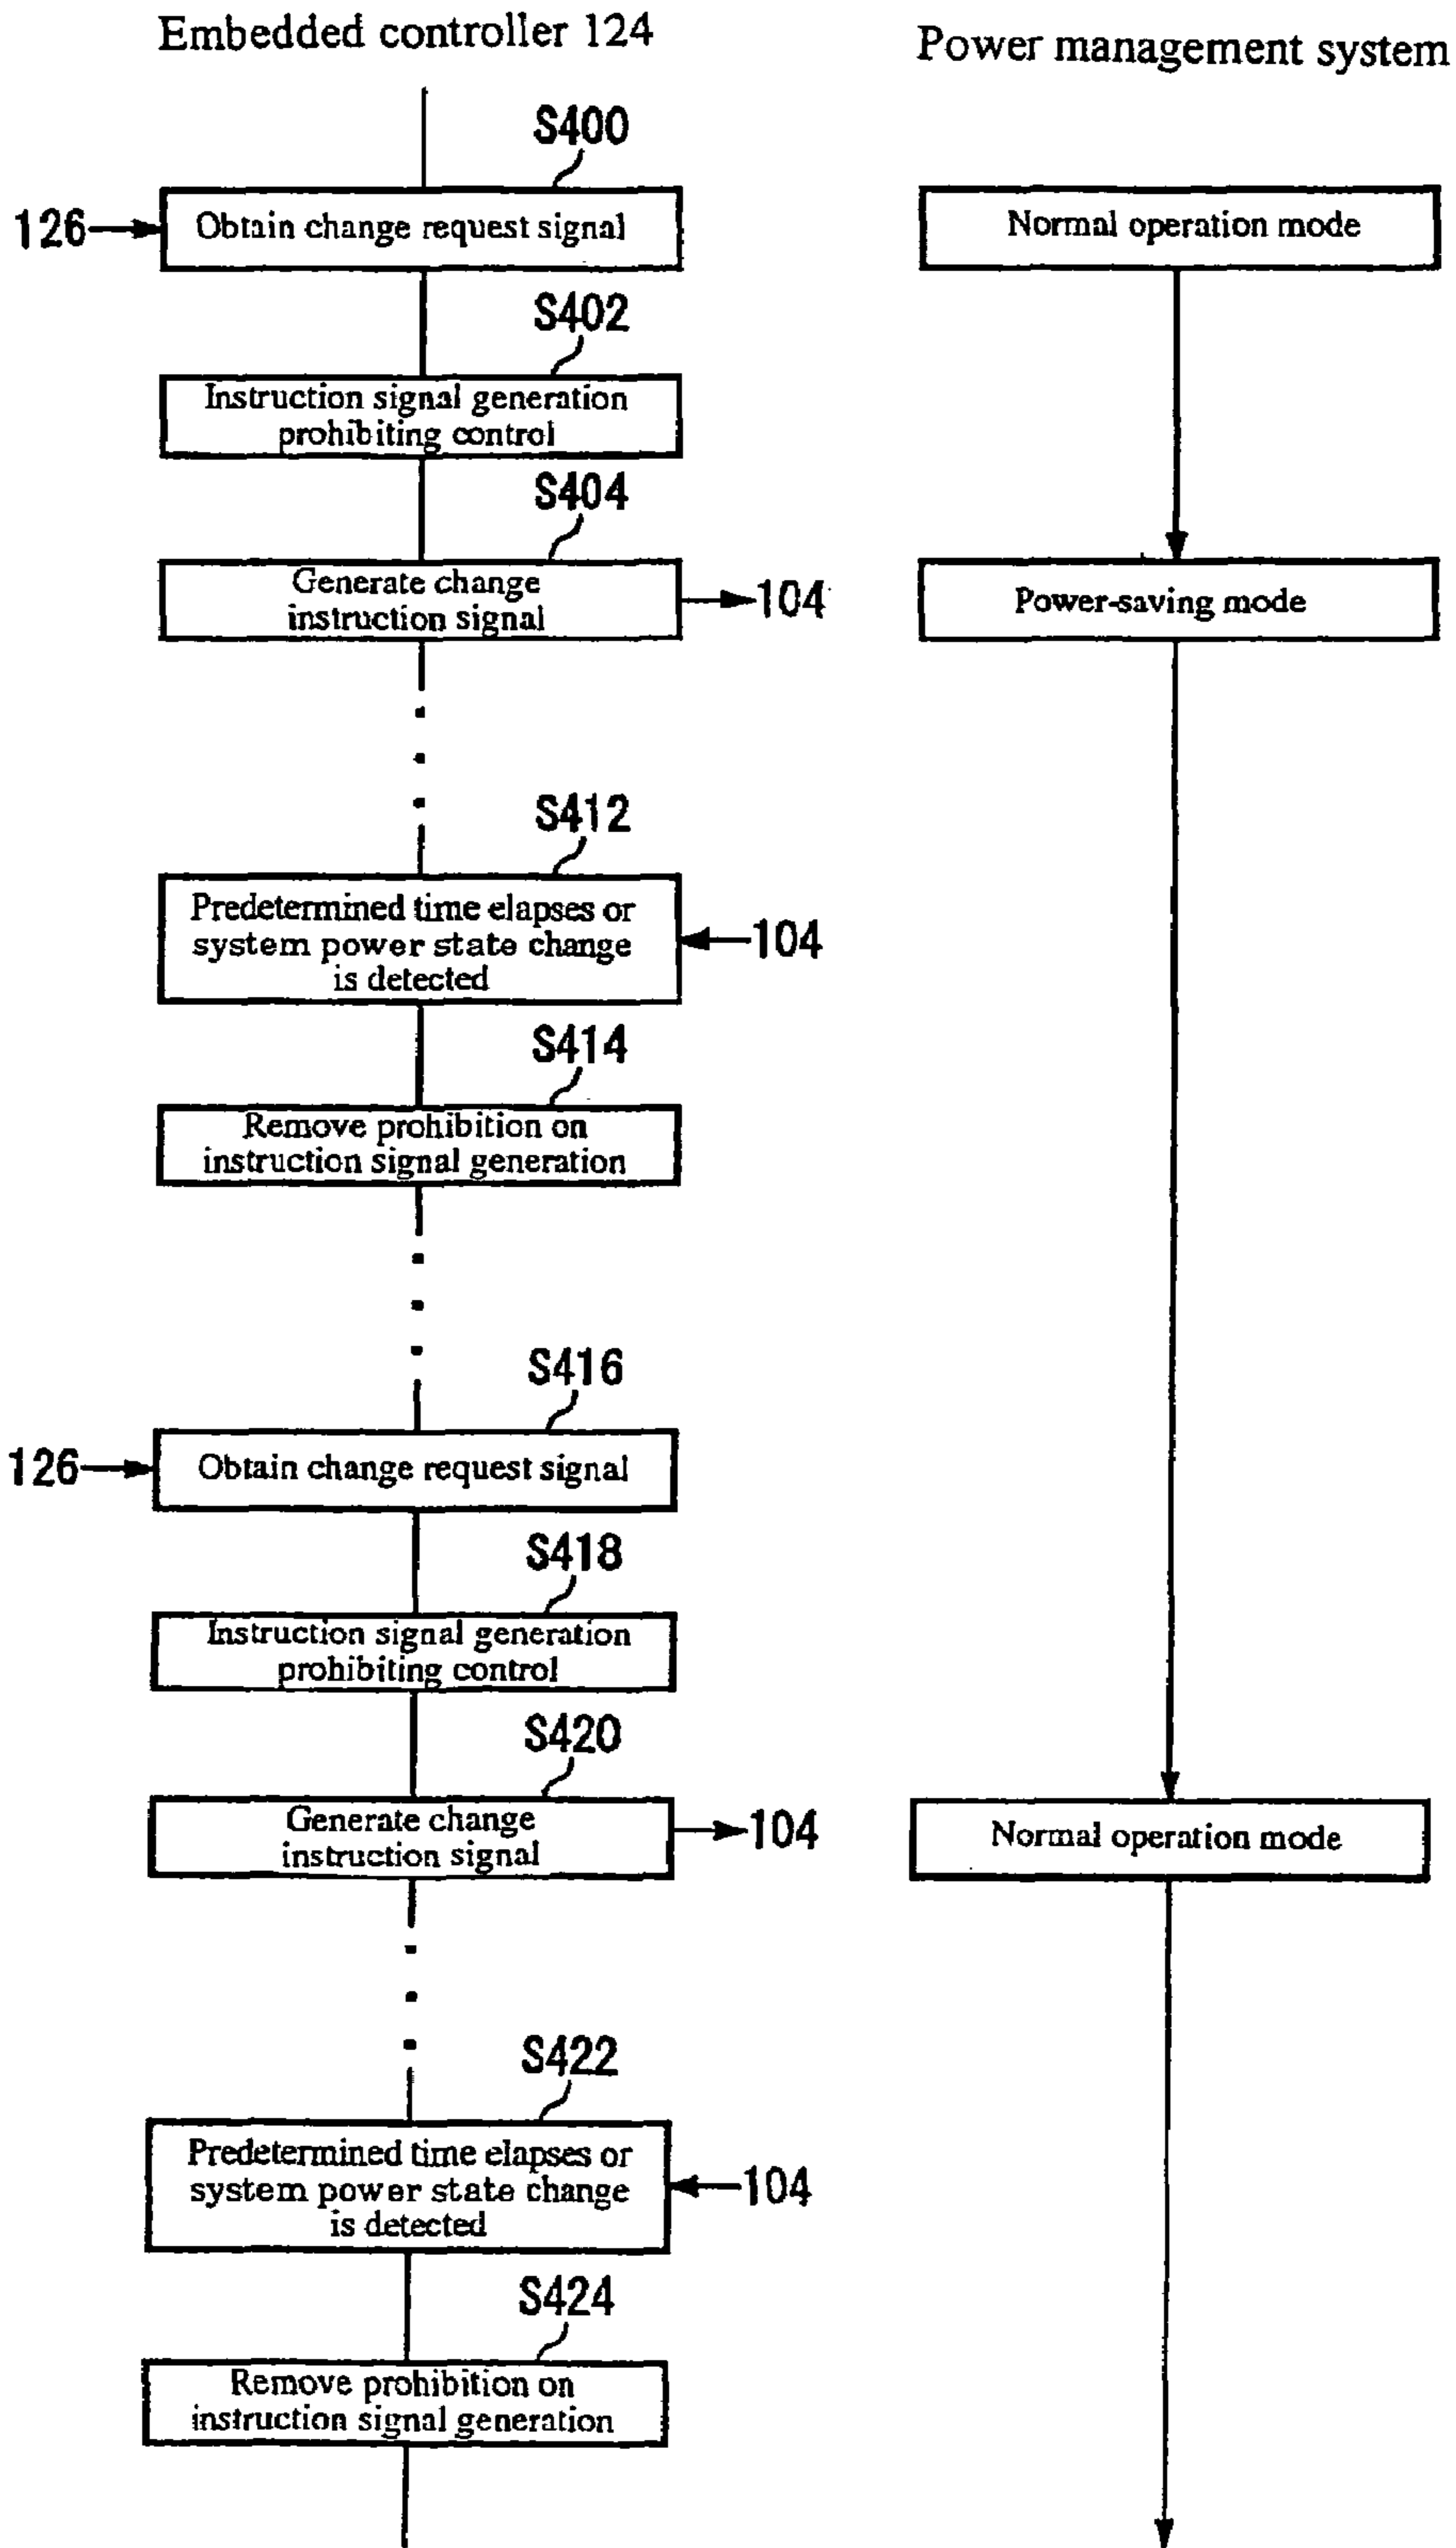 Embedded controller 124
Power management system
S400
126
Obtain change request signal
Normal operation mode
S402
Instruction signal generation
prohibiting control
S404
Generate change
instruction signal
104
Power-saving mode
S412
Predetermined time elapses or
system power state change
is detected
104
S414
Remove prohibition on
instruction signal generation
S416
126
Obtain change request signal
S418
Instruction signal generation
prohibiting control
S420
Generate change
instruction signal
104
Normal operation mode
S422
Predetermined time elapses or
system power state change
is detected
104
S424
Remove prohibition on
instruction signal generation